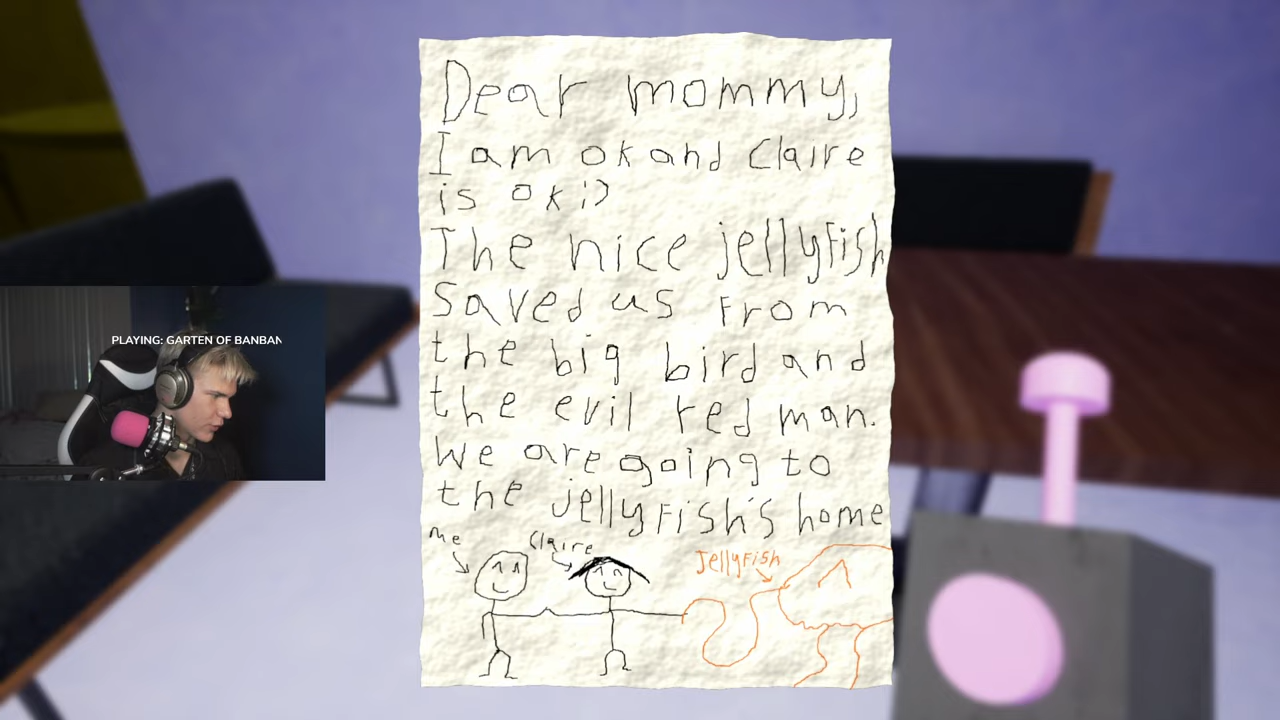 Dear mommy,
I am ok and Claire
is ok :)
The nice jellyfish
saved us from
the big bird and
the evil red man.
We are going to
the jellyfish's home
me
Claire
Jellyfish
PLAYING: GARTEN OF BANBAN